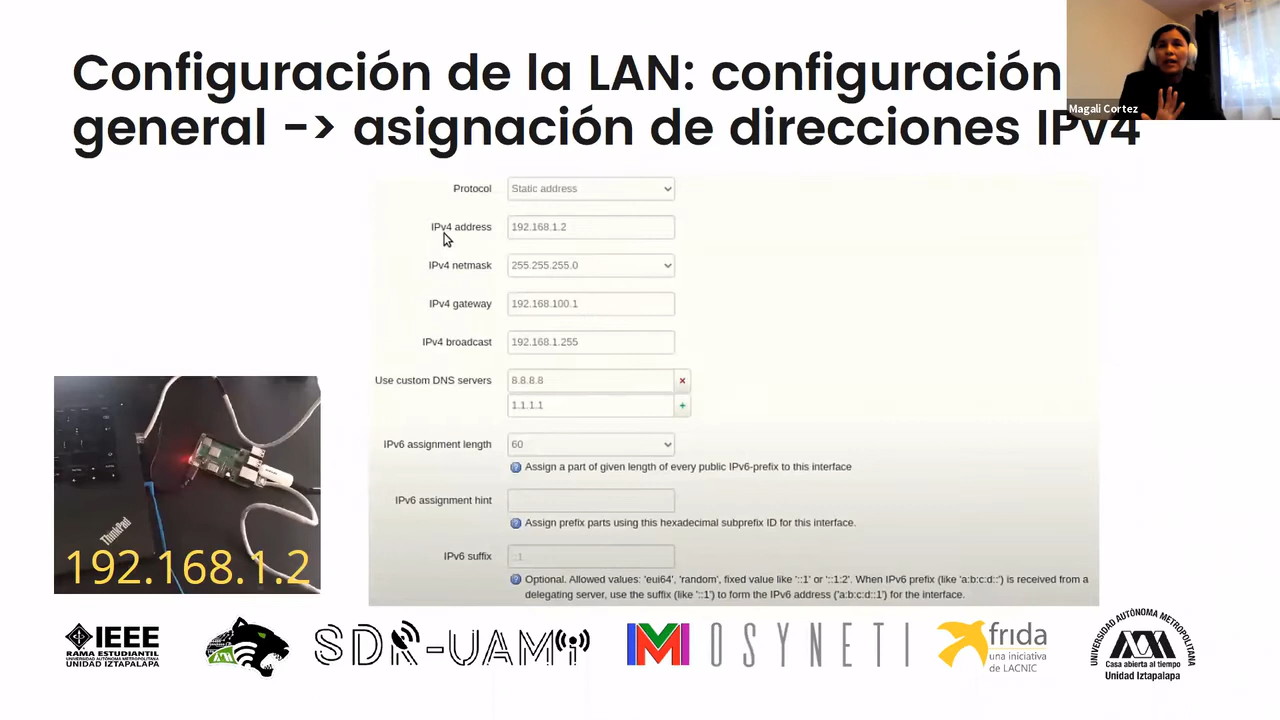 Configuración de la LAN: configuración
general -> asignación de direcciones IPv4
Magali Cortez
Protocol
Static address
IPv4 address
192.168.1.2
IPv4 netmask
255.255.255.0
IPv4 gateway
192.168.100.1
IPv4 broadcast
192.168.1.255
Use custom DNS servers
8.8.8.8
1.1.1.1
IPv6 assignment length
60
Assign a part of given length of every public IPv6-prefix to this interface
IPv6 assignment hint
Assign prefix parts using this hexadecimal subprefix ID for this interface.
IPv6 suffix
::1
Optional. Allowed values: 'eui64', 'random', fixed value like '::1' or '::1:2'. When IPv6 prefix (like 'a:b:c:d::') is received from a
delegating server, use the suffix (like '::1') to form the IPv6 address ('a:b:c:d::1') for the interface.
ThinkPad
192.168.1.2
IEEE
RAMA ESTUDIANTIL
UNIVERSIDAD AUTÓNOMA METROPOLITANA
UNIDAD IZTAPALAPA
SDR-UAMi
OSYNETI
frida
una iniciativa
de LACNIC
UNIVERSIDAD AUTÓNOMA METROPOLITANA
Casa abierta al tiempo
Unidad Iztapalapa